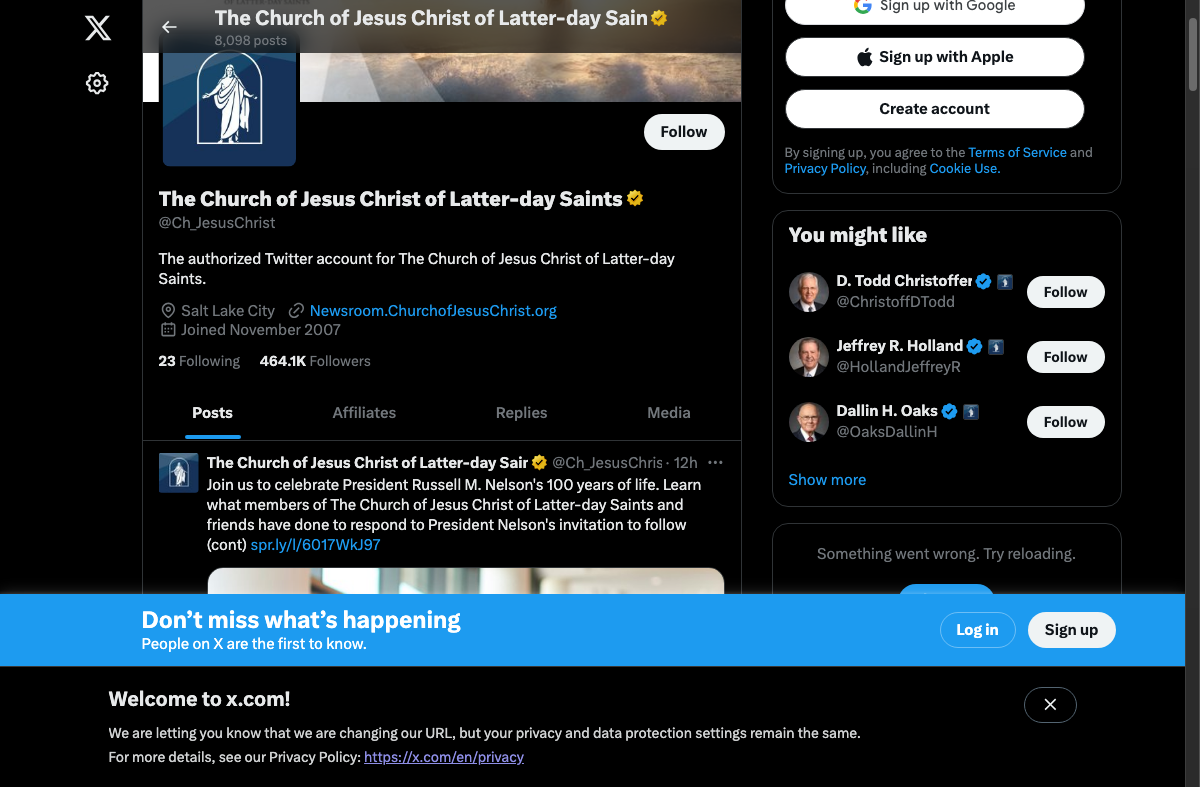 The Church of Jesus Christ of Latter-day Sain
8,098 posts
Follow
The Church of Jesus Christ of Latter-day Saints
@Ch_JesusChrist
The authorized Twitter account for The Church of Jesus Christ of Latter-day
Saints.
Salt Lake City Newsroom.ChurchofJesusChrist.org
Joined November 2007
23 Following 464.1K Followers
Posts Affiliates Replies Media
The Church of Jesus Christ of Latter-day Sair @Ch_JesusChris · 12h
Join us to celebrate President Russell M. Nelson's 100 years of life. Learn
what members of The Church of Jesus Christ of Latter-day Saints and
friends have done to respond to President Nelson's invitation to follow
(cont) spr.ly/l/6017WkJ97
Sign up with Google
Sign up with Apple
Create account
By signing up, you agree to the Terms of Service and
Privacy Policy, including Cookie Use.
You might like
D. Todd Christoffer
@ChristoffDTodd
Follow
Jeffrey R. Holland
@HollandJeffreyR
Follow
Dallin H. Oaks
@OaksDallinH
Follow
Show more
Something went wrong. Try reloading.
Don’t miss what’s happening
People on X are the first to know.
Log in
Sign up
Welcome to x.com!
We are letting you know that we are changing our URL, but your privacy and data protection settings remain the same.
For more details, see our Privacy Policy: https://x.com/en/privacy